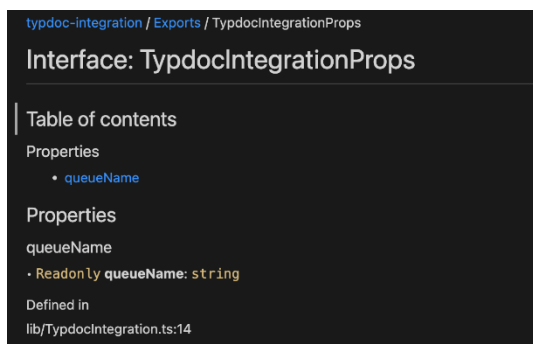 typdoc-integration / Exports / TypdocIntegrationProps
Interface: TypdocIntegrationProps
Table of contents
Properties
• queueName
Properties
queueName
• Readonly queueName: string
Defined in
lib/TypdocIntegration.ts:14